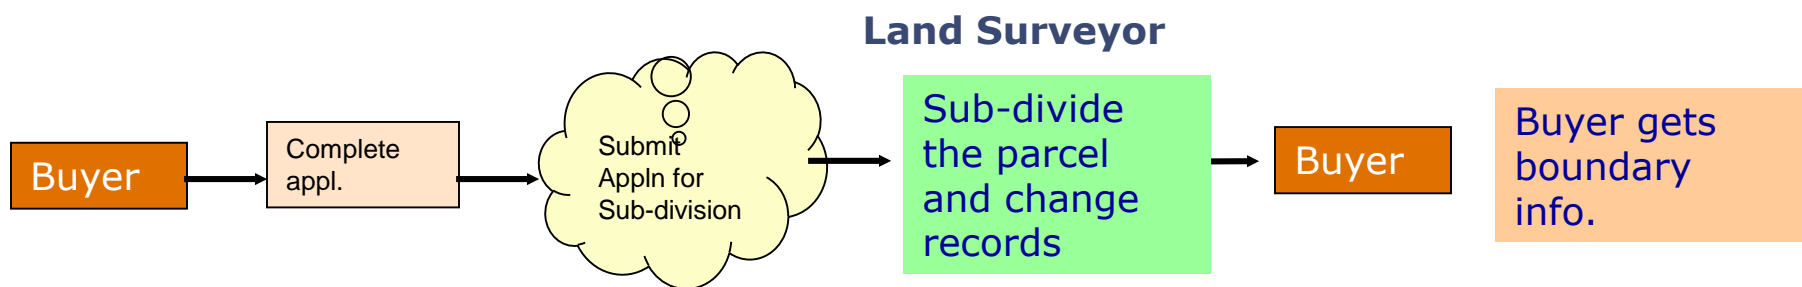 Land Surveyor
Buyer
Complete
appl.
Submit
Appln for
Sub-division
Sub-divide
the parcel
and change
records
Buyer
Buyer gets
boundary
info.